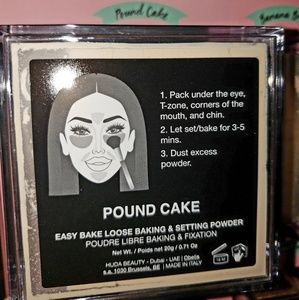 Pound Cake
Banana
1. Pack under the eye,
T-zone, corners of
the mouth, and chin.
2. Let set/bake for 3-5
mins.
3. Dust excess
powder.
POUND CAKE
EASY BAKE LOOSE BAKING & SETTING POWDER
POUDRE LIBRE BAKING & FIXATION
Net Wt. / Poids net 20g / 0.71 Oz
HUDA BEAUTY - Dubai - UAE | Obelis
s.a. 1030 Brussels, BE | MADE IN ITALY